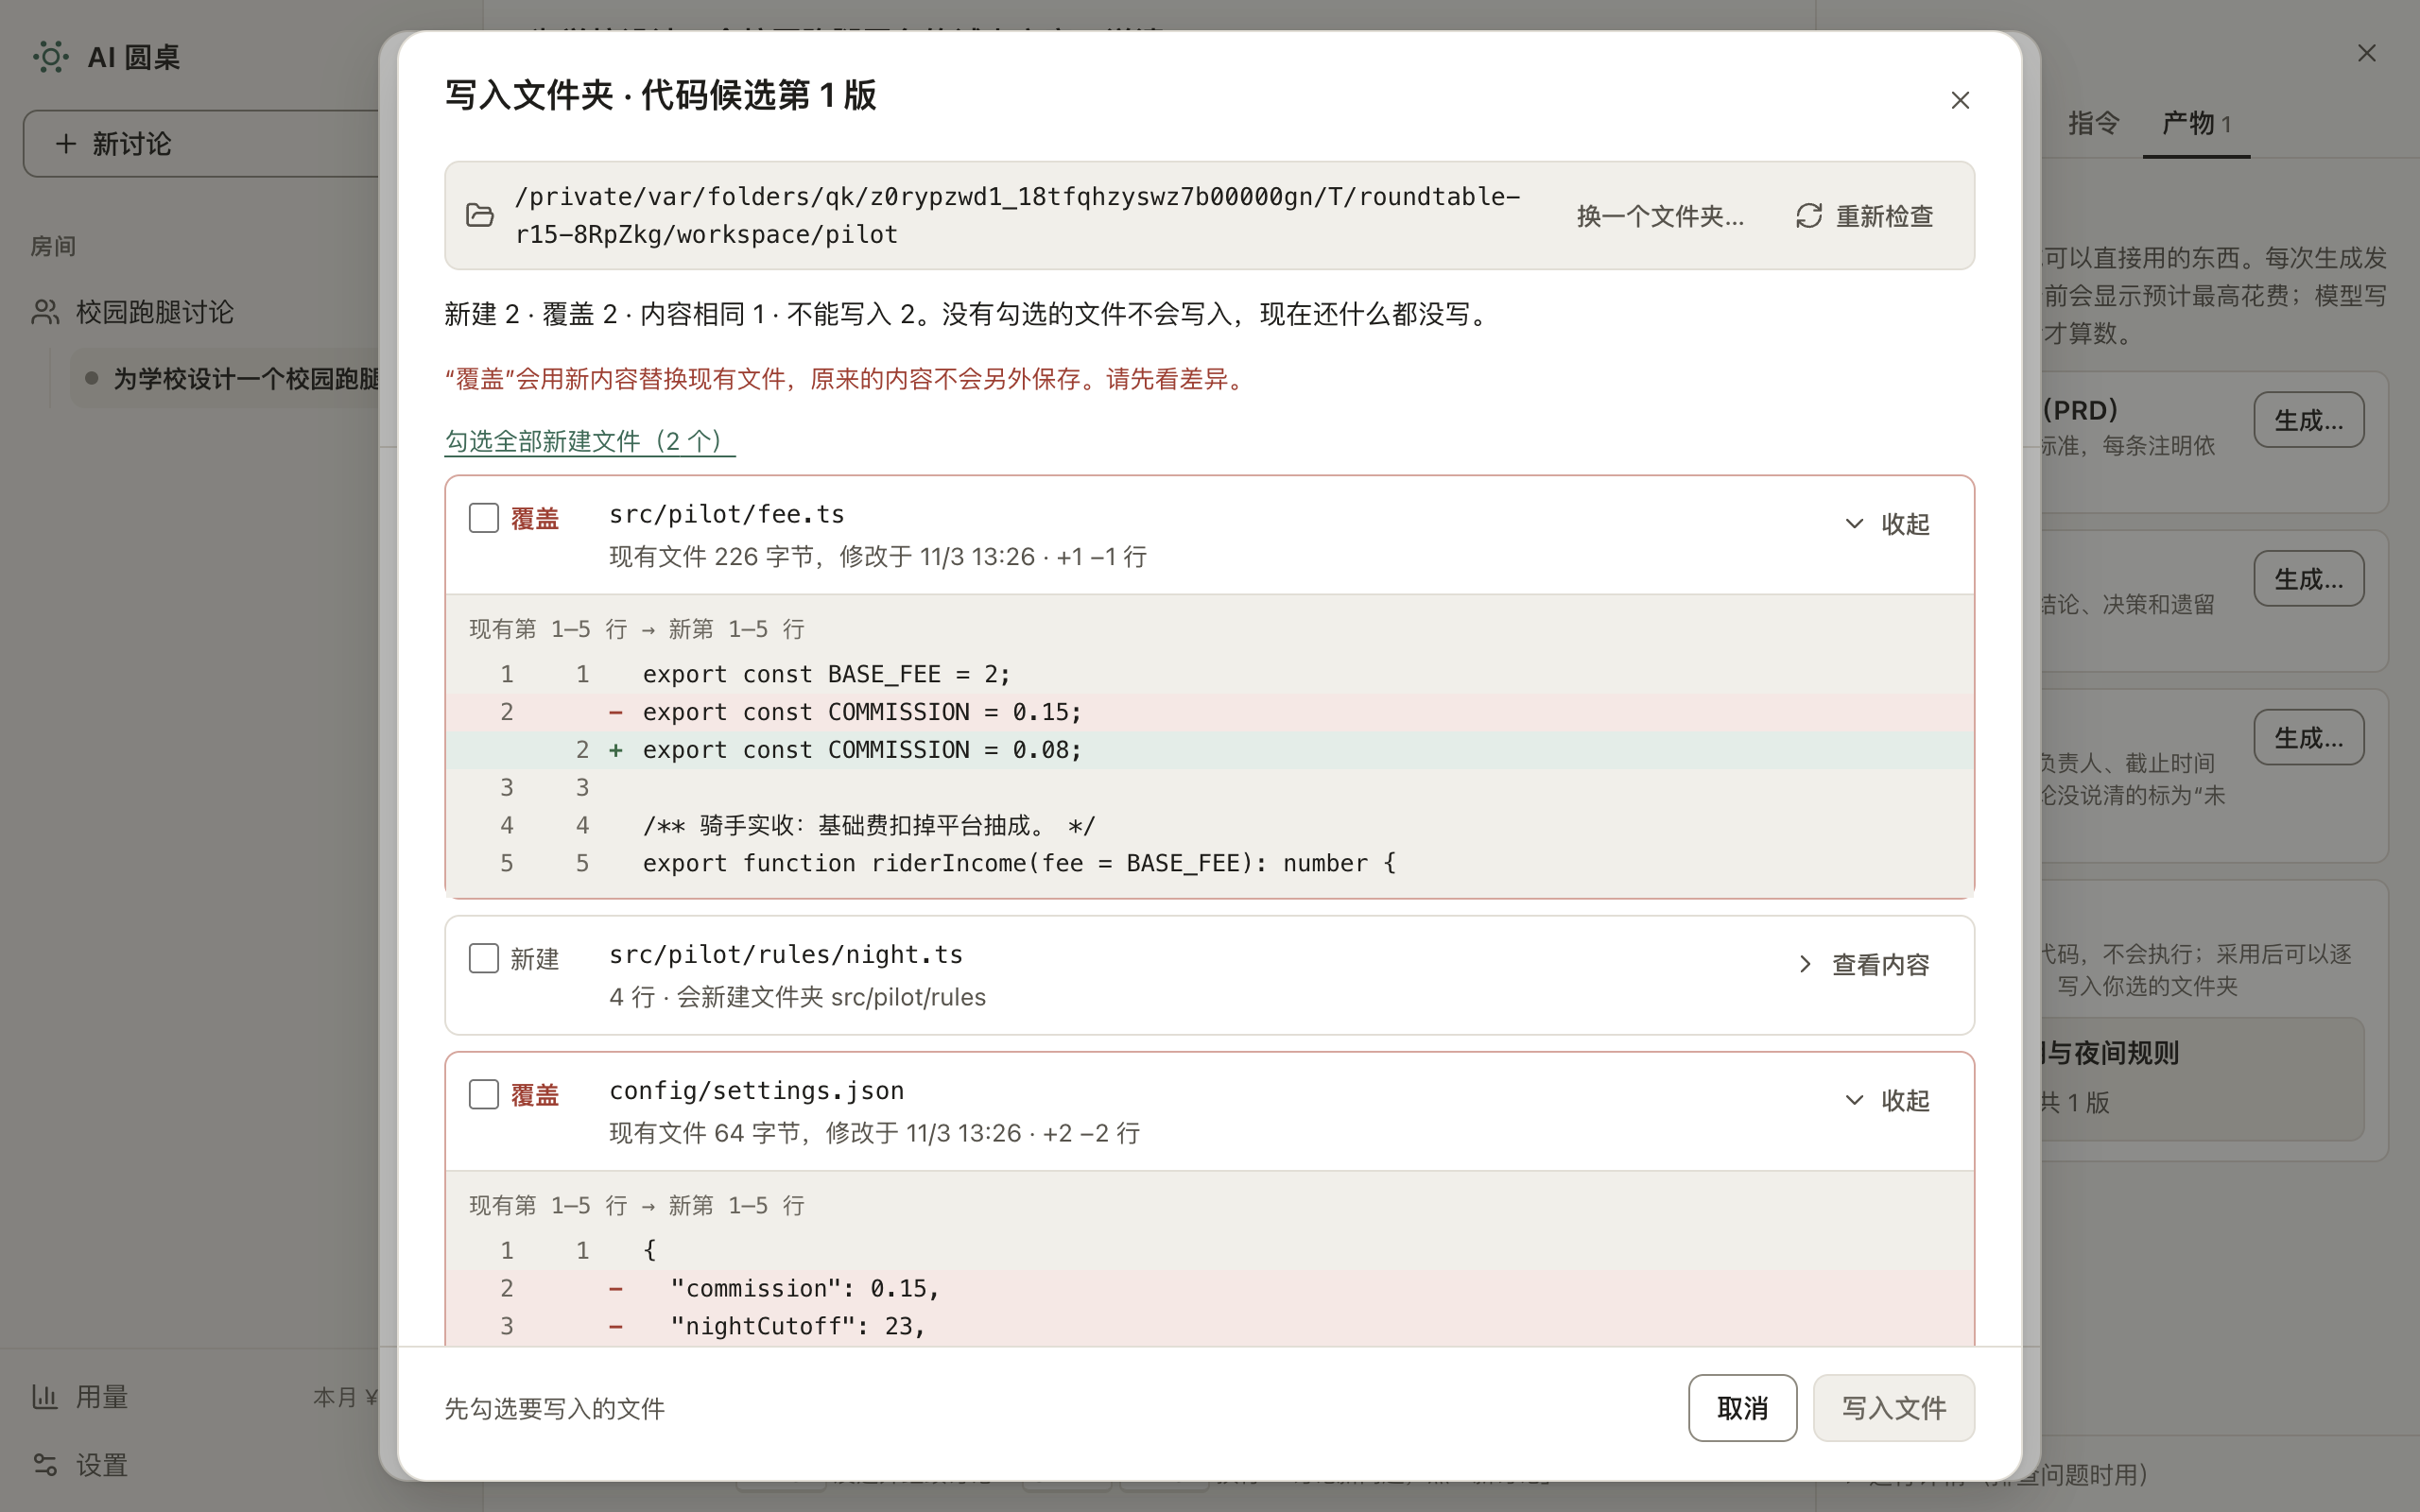 AI 圆桌
新讨论
房间
校园跑腿讨论
为学校设计一个校园跑腿
用量
本月 ¥
设置
写入文件夹 · 代码候选第 1 版
/private/var/folders/qk/z0rypzwd1_18tfqhzyswz7b00000gn/T/roundtable-
r15-8RpZkg/workspace/pilot
换一个文件夹...
重新检查
新建 2 · 覆盖 2 · 内容相同 1 · 不能写入 2。没有勾选的文件不会写入，现在还什么都没写。
“覆盖”会用新内容替换现有文件，原来的内容不会另外保存。请先看差异。
勾选全部新建文件（2 个）
覆盖
src/pilot/fee.ts
收起
现有文件 226 字节，修改于 11/3 13:26 · +1 −1 行
现有第 1–5 行 → 新第 1–5 行
1 1 export const BASE_FEE = 2;
2 − export const COMMISSION = 0.15;
2 + export const COMMISSION = 0.08;
3 3
4 4 /** 骑手实收：基础费扣掉平台抽成。 */
5 5 export function riderIncome(fee = BASE_FEE): number {
新建
src/pilot/rules/night.ts
查看内容
4 行 · 会新建文件夹 src/pilot/rules
覆盖
config/settings.json
收起
现有文件 64 字节，修改于 11/3 13:26 · +2 −2 行
现有第 1–5 行 → 新第 1–5 行
1 1 {
2 − "commission": 0.15,
3 − "nightCutoff": 23,
先勾选要写入的文件
取消
写入文件
指令
产物 1
可以直接用的东西。每次生成发
前会显示预计最高花费；模型写
才算数。
（PRD）
标准，每条注明依
生成...
结论、决策和遗留
生成...
负责人、截止时间
论没说清的标为“未
生成...
代码，不会执行；采用后可以逐
写入你选的文件夹
与夜间规则
共 1 版
查问题时用）